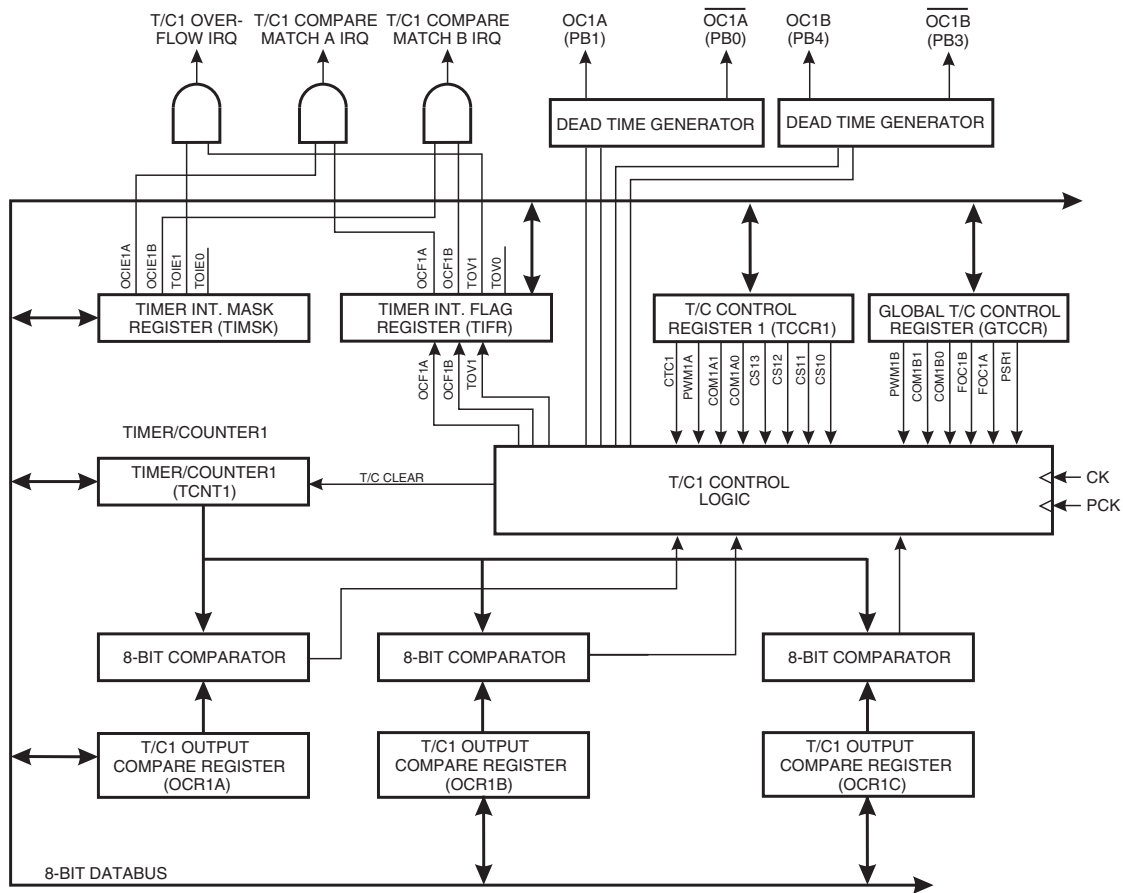 T/C1 OVER-
FLOW IRQ
T/C1 COMPARE
MATCH A IRQ
T/C1 COMPARE
MATCH B IRQ
OC1A
(PB1)
OC1A
(PB0)
OC1B
(PB4)
OC1B
(PB3)
DEAD TIME GENERATOR
DEAD TIME GENERATOR
OCIE1A
OCIE1B
TOIE1
TOIE0
OCF1A
OCF1B
TOV1
TOV0
TIMER INT. MASK
REGISTER (TIMSK)
TIMER INT. FLAG
REGISTER (TIFR)
T/C CONTROL
REGISTER 1 (TCCR1)
GLOBAL T/C CONTROL
REGISTER (GTCCR)
OCF1A
OCF1B
TOV1
CTC1
PWM1A
COM1A1
COM1A0
CS13
CS12
CS11
CS10
PWM1B
COM1B1
COM1B0
FOC1B
FOC1A
PSR1
TIMER/COUNTER1
TIMER/COUNTER1
(TCNT1)
T/C CLEAR
T/C1 CONTROL
LOGIC
CK
PCK
8-BIT COMPARATOR
8-BIT COMPARATOR
8-BIT COMPARATOR
T/C1 OUTPUT
COMPARE REGISTER
(OCR1A)
T/C1 OUTPUT
COMPARE REGISTER
(OCR1B)
T/C1 OUTPUT
COMPARE REGISTER
(OCR1C)
8-BIT DATABUS